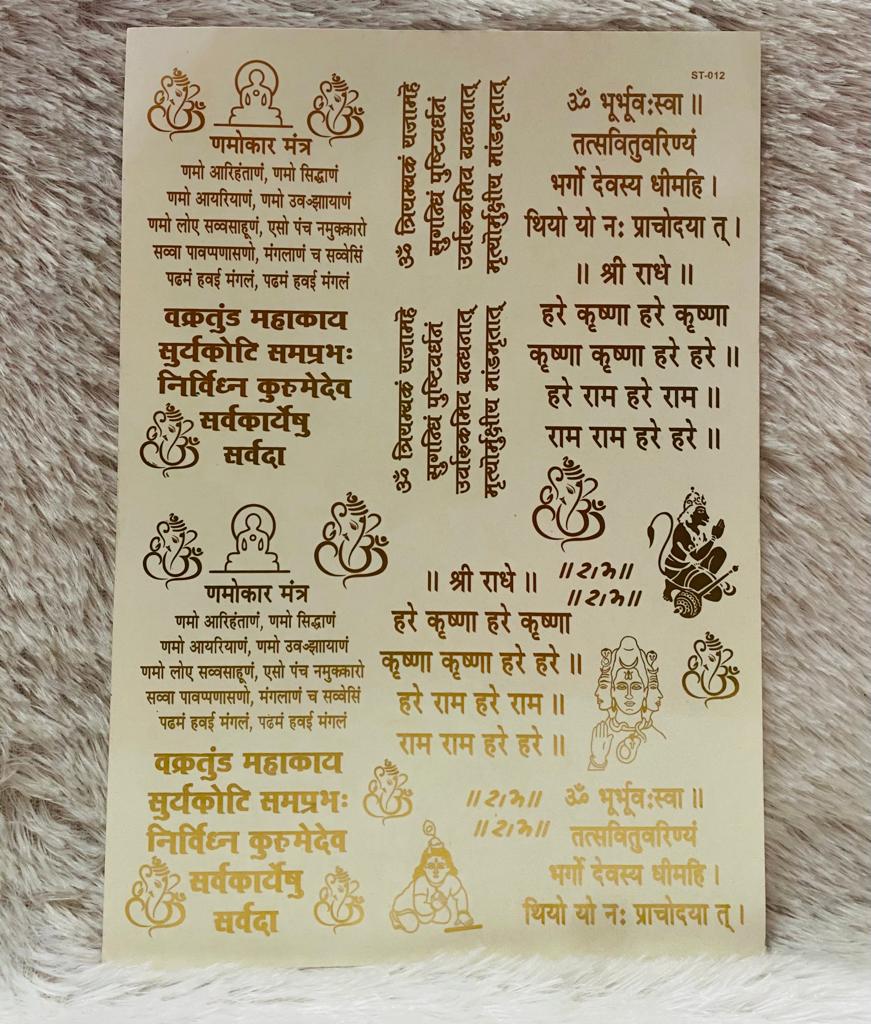 ST-012
णमोकार मंत्र
णमो आरिहंताणं, णमो सिद्धाणं
णमो आयरियाणं, णमो उवज्झाायाणं
णमो लोए सव्वसाहूणं, एसो पंच नमुक्कारो
सव्वा पावप्पणासणो, मंगलाणं च सव्वेसिं
पढमं हवई मंगलं, पढमं हवई मंगलं
वक्रतुंड महाकाय
सुर्यकोटि समप्रभः
निर्विध्न कुरुमेदेव
सर्वकार्येषु
सर्वदा
ॐ त्रियम्बकं यजामहे
सुगन्धिं पुष्टिवर्धनं
उर्वारुकमिव बन्धनात्
मृत्योर्मुक्षीय मांडमृतात्
ॐ त्रियम्बकं यजामहे
सुगन्धिं पुष्टिवर्धनं
उर्वारुकमिव बन्धनात्
मृत्योर्मुक्षीय मांडमृतात्
ॐ भूर्भूवःस्वा ॥
तत्सवितुवरिण्यं
भर्गो देवस्य धीमहि ।
थियो यो नः प्राचोदया त् ।
॥ श्री राधे ॥
हरे कृष्णा हरे कृष्णा
कृष्णा कृष्णा हरे हरे ॥
हरे राम हरे राम ॥
राम राम हरे हरे ॥
णमोकार मंत्र
णमो आरिहंताणं, णमो सिद्धाणं
णमो आयरियाणं, णमो उवज्झाायाणं
णमो लोए सव्वसाहूणं, एसो पंच नमुक्कारो
सव्वा पावप्पणासणो, मंगलाणं च सव्वेसिं
पढमं हवई मंगलं, पढमं हवई मंगलं
वक्रतुंड महाकाय
सुर्यकोटि समप्रभः
निर्विध्न कुरुमेदेव
सर्वकार्येषु
सर्वदा
॥ राम ॥
॥ राम ॥
॥ श्री राधे ॥
हरे कृष्णा हरे कृष्णा
कृष्णा कृष्णा हरे हरे ॥
हरे राम हरे राम ॥
राम राम हरे हरे ॥
॥ राम ॥
॥ राम ॥
ॐ भूर्भूवःस्वा ॥
तत्सवितुवरिण्यं
भर्गो देवस्य धीमहि ।
थियो यो नः प्राचोदया त् ।